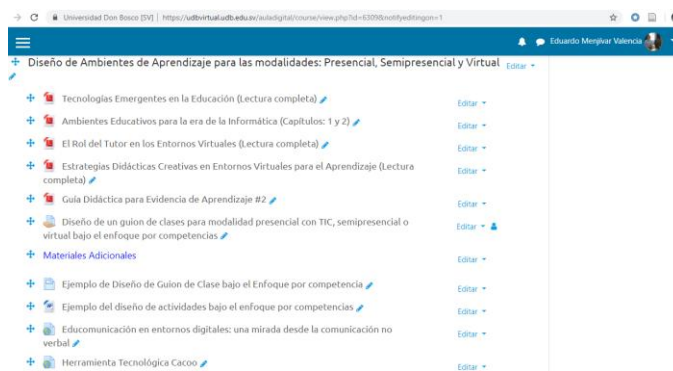 Universidad Don Bosco [SV] | https://udbvirtual.udb.edu.sv/auladigital/course/view.php?id=6309&notifyeditingon=1
Eduardo Menjivar Valencia
Diseño de Ambientes de Aprendizaje para las modalidades: Presencial, Semipresencial y Virtual Editar
Tecnologías Emergentes en la Educación (Lectura completa) Editar
Ambientes Educativos para la era de la Informática (Capítulos: 1 y 2) Editar
El Rol del Tutor en los Entornos Virtuales (Lectura completa) Editar
Estrategias Didácticas Creativas en Entornos Virtuales para el Aprendizaje (Lectura Editar
completa)
Guía Didáctica para Evidencia de Aprendizaje #2 Editar
Diseño de un guion de clases para modalidad presencial con TIC, semipresencial o Editar
virtual bajo el enfoque por competencias
Materiales Adicionales Editar
Ejemplo de Diseño de Guion de Clase bajo el Enfoque por competencia Editar
Ejemplo del diseño de actividades bajo el enfoque por competencias Editar
Educomunicación en entornos digitales: una mirada desde la comunicación no Editar
verbal
Herramienta Tecnológica Cacoo Editar